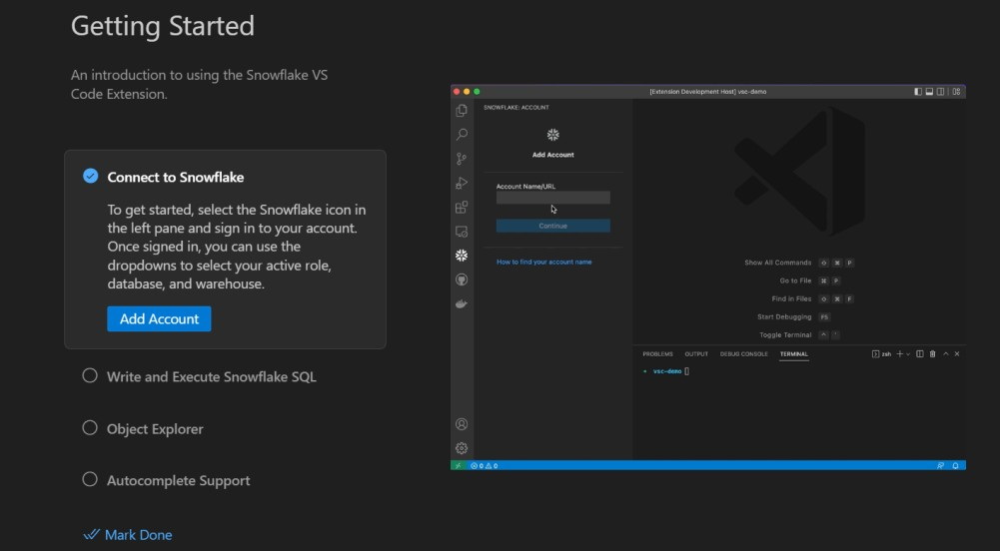 Getting Started
An introduction to using the Snowflake VS
Code Extension.
Connect to Snowflake
To get started, select the Snowflake icon in
the left pane and sign in to your account.
Once signed in, you can use the
dropdowns to select your active role,
database, and warehouse.
Add Account
Write and Execute Snowflake SQL
Object Explorer
Autocomplete Support
Mark Done
[Extension Development Host] vsc-demo
SNOWFLAKE: ACCOUNT
Add Account
Account Name/URL
Continue
How to find your account name
Show All Commands ⇧ ⌘ P
Go to File ⌘ P
Find in Files ⇧ ⌘ F
Start Debugging F5
Toggle Terminal ⌃ `
PROBLEMS OUTPUT DEBUG CONSOLE TERMINAL
zsh
vsc-demo
0 0